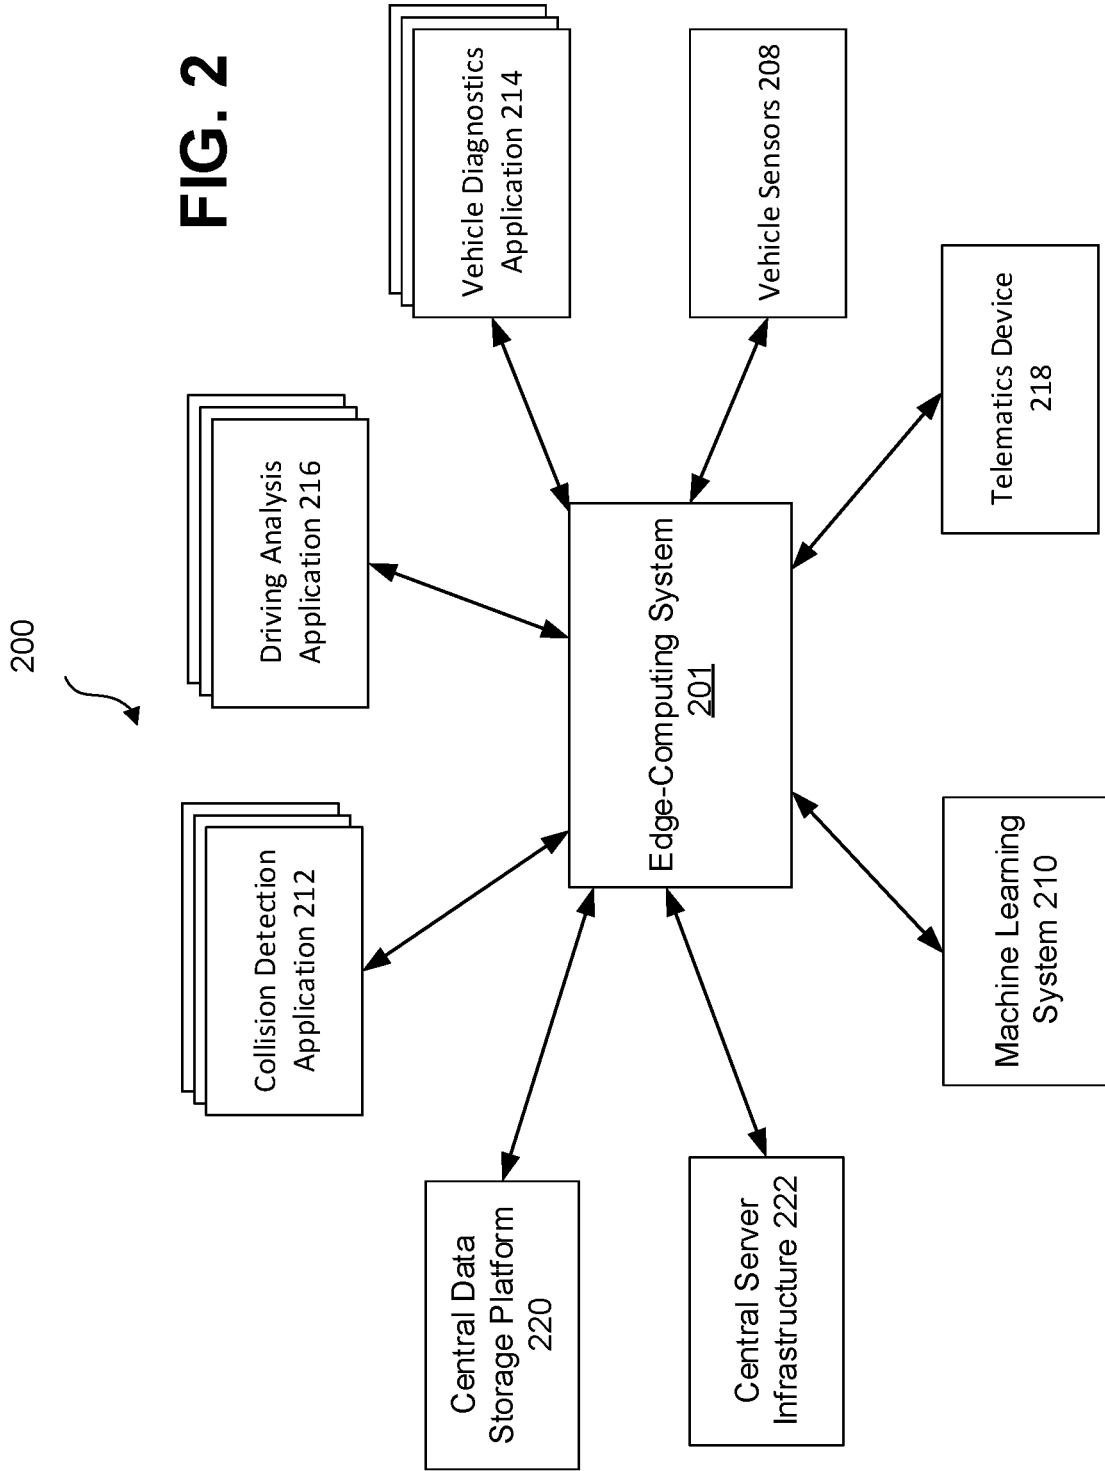 200
FIG. 2
Collision Detection
Application 212
Driving Analysis
Application 216
Vehicle Diagnostics
Application 214
Central Data
Storage Platform
220
Edge-Computing System
201
Vehicle Sensors 208
Central Server
Infrastructure 222
Machine Learning
System 210
Telematics Device
218